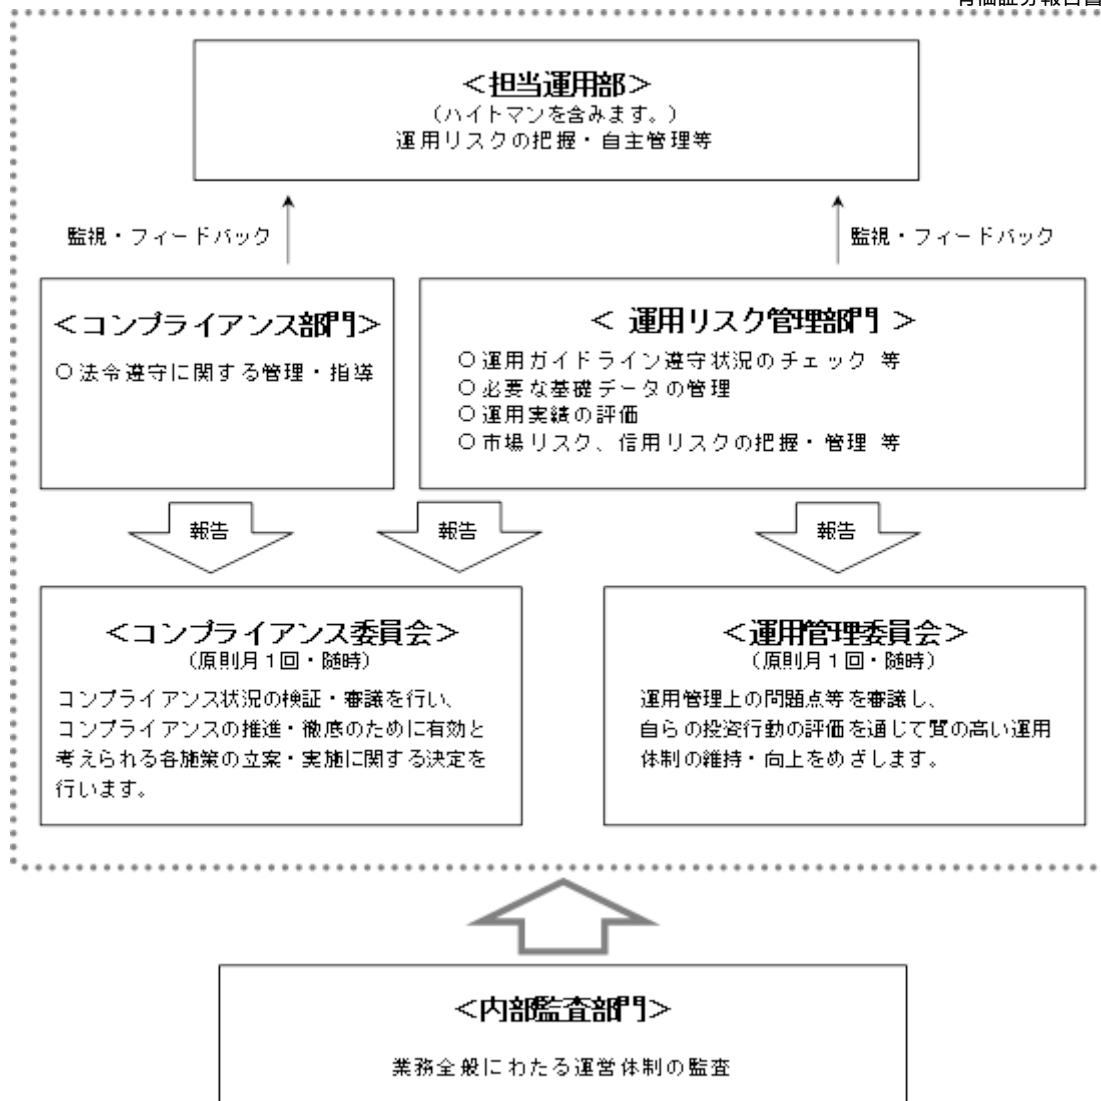 ＜担当運用部＞
（ハイトマンを含みます。）
運用リスクの把握・自主管理等
監視・フィードバック
監視・フィードバック
＜コンプライアンス部門＞
○法令遵守に関する管理・指導
＜ 運用リスク管理部門 ＞
○運用ガイドライン遵守状況のチェック 等
○必要な基礎データの管理
○運用実績の評価
○市場リスク、信用リスクの把握・管理 等
報告
報告
報告
＜コンプライアンス委員会＞
（原則月１回・随時）
コンプライアンス状況の検証・審議を行い、
コンプライアンスの推進・徹底のために有効と
考えられる各施策の立案・実施に関する決定を
行います。
＜運用管理委員会＞
（原則月１回・随時）
運用管理上の問題点等を審議し、
自らの投資行動の評価を通じて質の高い運用
体制の維持・向上をめざします。
＜内部監査部門＞
業務全般にわたる運営体制の監査